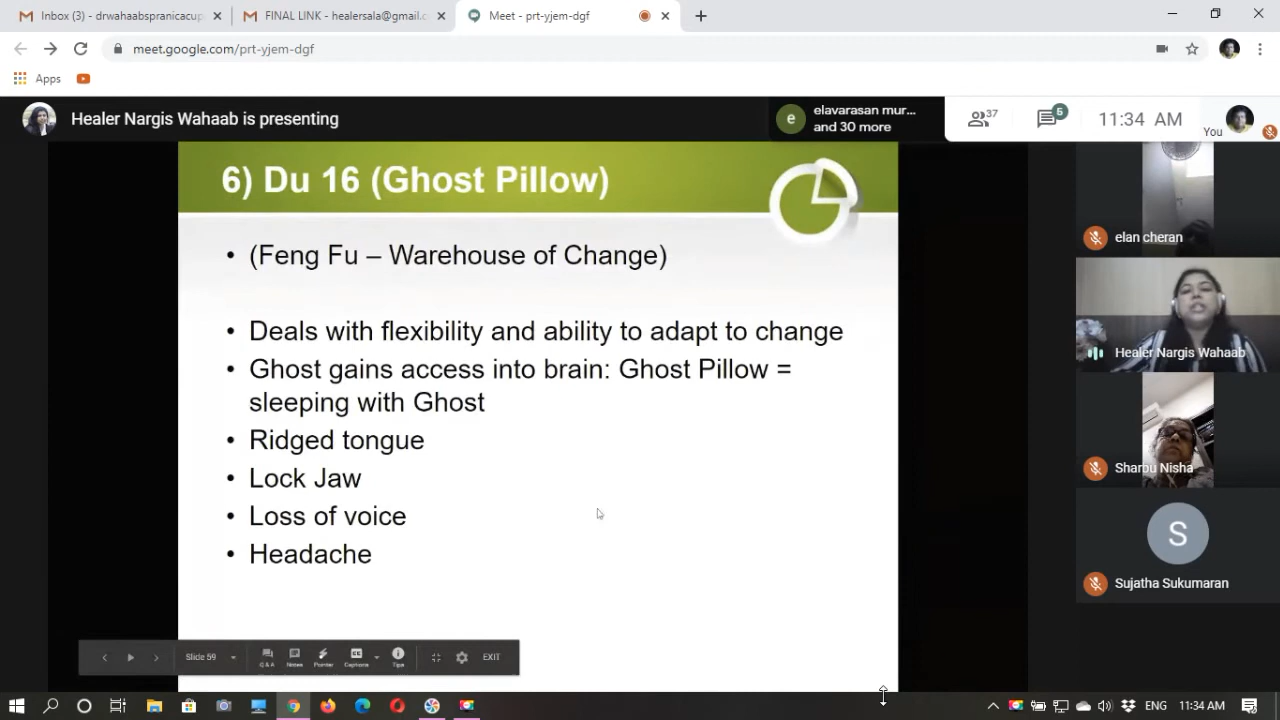 Inbox (3) - drwahaabspranicacup
FINAL LINK - healersala@gmail.c
Meet - prt-yjem-dgf
meet.google.com/prt-yjem-dgf
Apps
Healer Nargis Wahaab is presenting
e
elavarasan mur...
and 30 more
37
5
11:34 AM
You
6) Du 16 (Ghost Pillow)
• (Feng Fu – Warehouse of Change)
• Deals with flexibility and ability to adapt to change
• Ghost gains access into brain: Ghost Pillow =
sleeping with Ghost
• Ridged tongue
• Lock Jaw
• Loss of voice
• Headache
elan cheran
Healer Nargis Wahaab
Sharbu Nisha
S
Sujatha Sukumaran
Slide 59
Q & A
Notes
Pointer
Captions
Tips
EXIT
ENG
11:34 AM